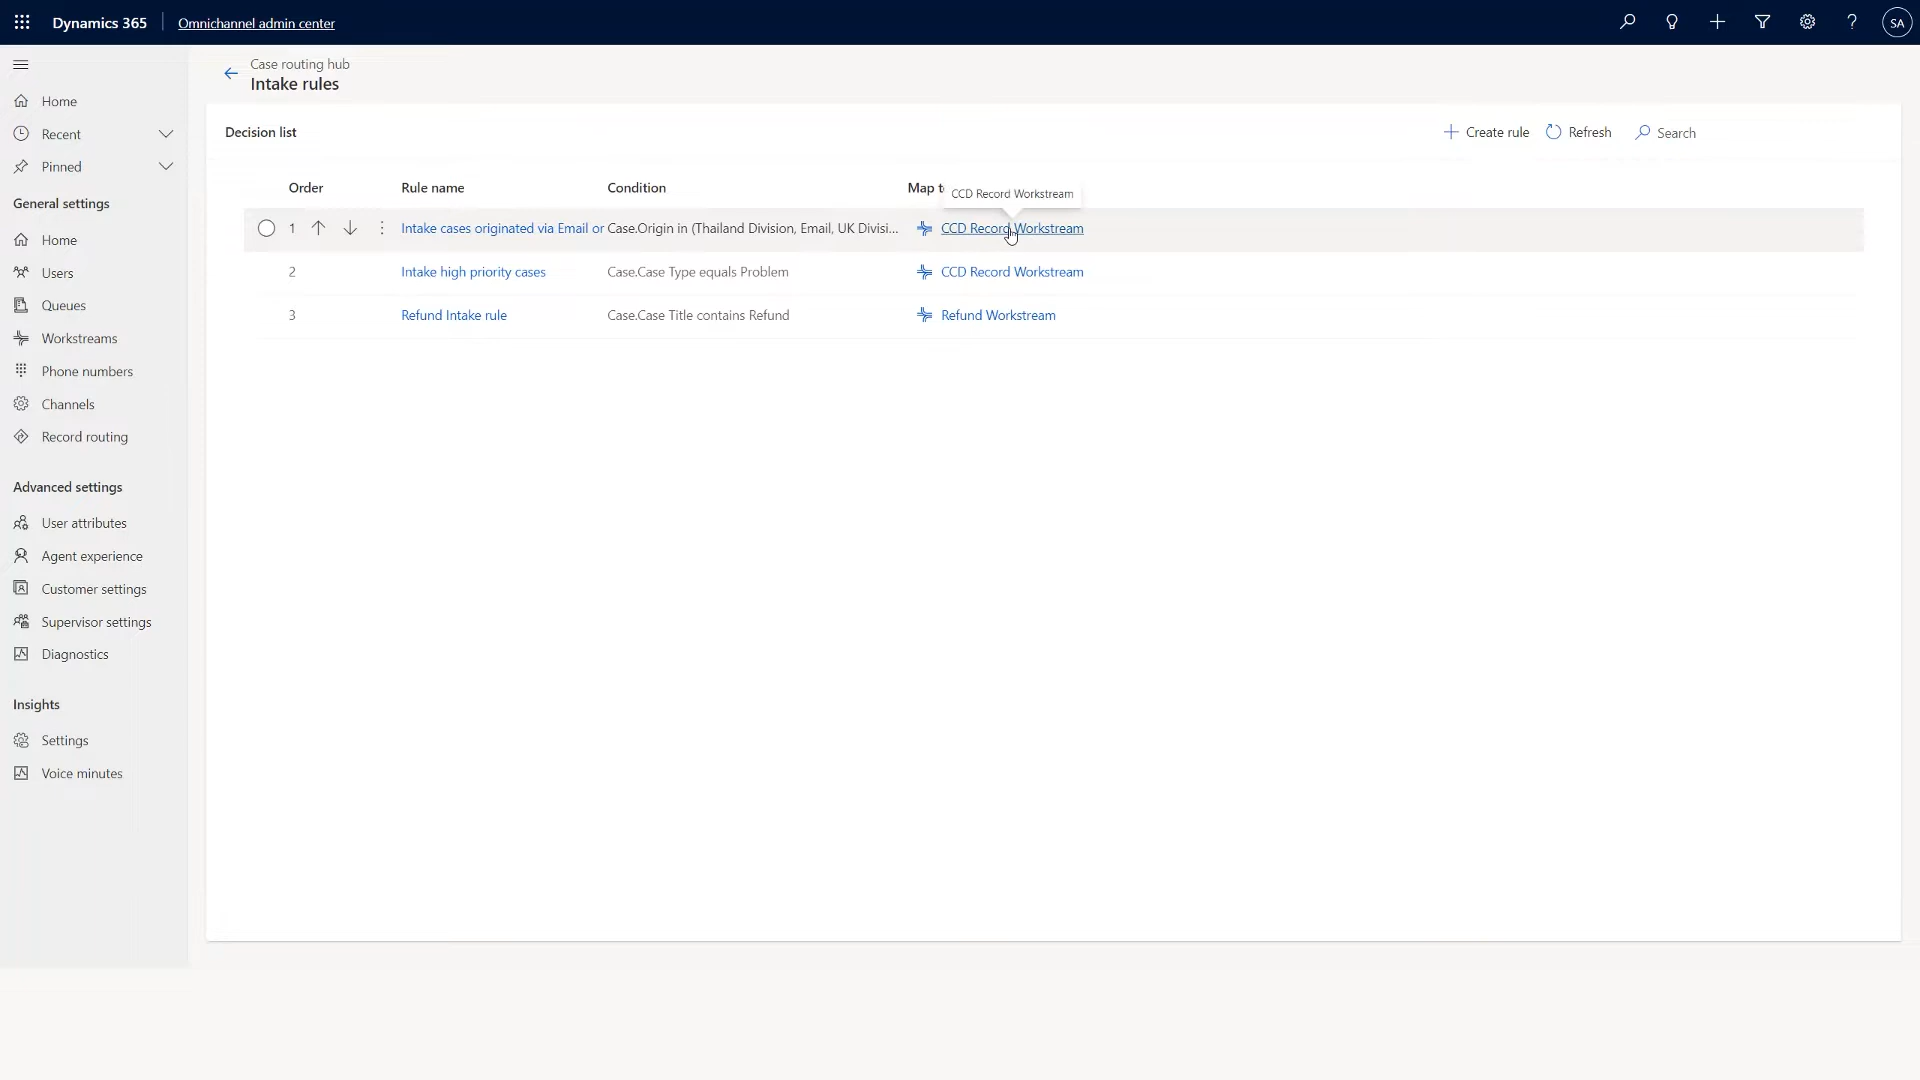 Dynamics 365 Omnichannel admin center SA
Case routing hub
Intake rules
Home
Recent
Pinned
General settings
Home
Users
Queues
Workstreams
Phone numbers
Channels
Record routing
Advanced settings
User attributes
Agent experience
Customer settings
Supervisor settings
Diagnostics
Insights
Settings
Voice minutes
Decision list Create rule Refresh Search
Order Rule name Condition Map t
CCD Record Workstream
1 Intake cases originated via Email or Case.Origin in (Thailand Division, Email, UK Divisi... CCD Record Workstream
2 Intake high priority cases Case.Case Type equals Problem CCD Record Workstream
3 Refund Intake rule Case.Case Title contains Refund Refund Workstream